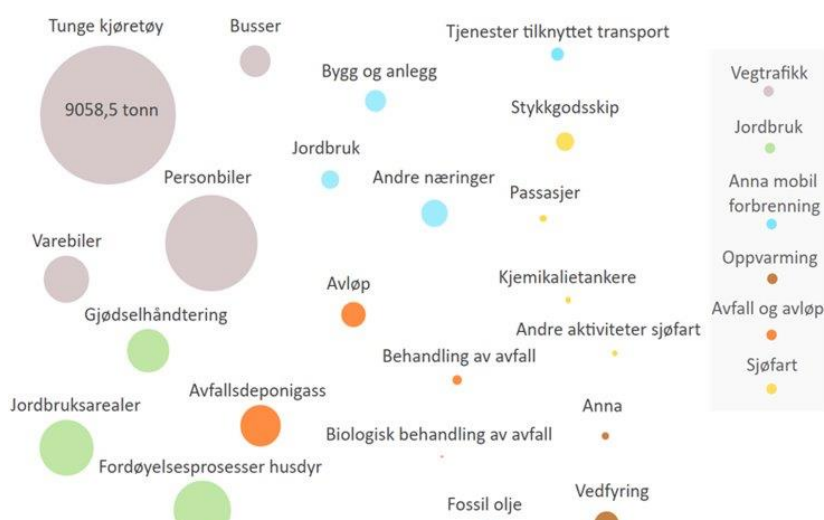 Tunge kjøretøy
9058,5 tonn
Busser
Personbiler
Varebiler
Gjødselhåndtering
Jordbruksarealer
Avfallsdeponigass
Fordøyelsesprosesser husdyr
Bygg og anlegg
Jordbruk
Andre næringer
Avløp
Behandling av avfall
Biologisk behandling av avfall
Fossil olje
Tjenester tilknyttet transport
Stykkgodsskip
Passasjer
Kjemikalietankere
Andre aktiviteter sjøfart
Anna
Vedfyring
Vegtrafikk
Jordbruk
Anna mobil
forbrenning
Oppvarming
Avfall og avløp
Sjøfart